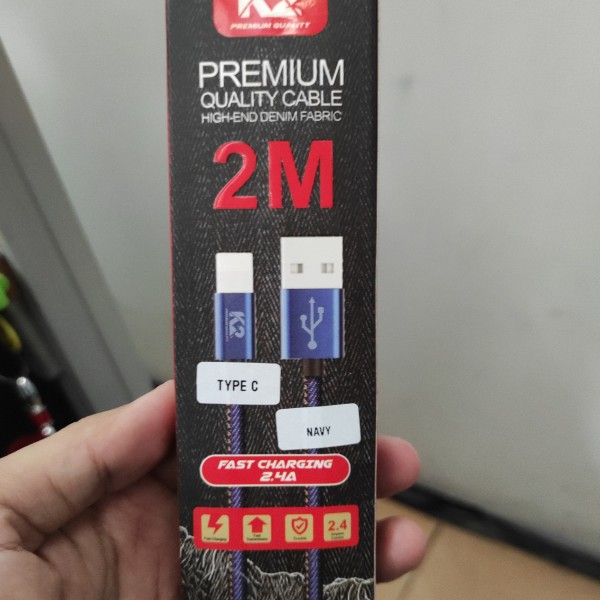 K2
PREMIUM QUALITY
PREMIUM
QUALITY CABLE
HIGH-END DENIM FABRIC
2M
K2
TYPE C
NAVY
FAST CHARGING
2.4A
2.4